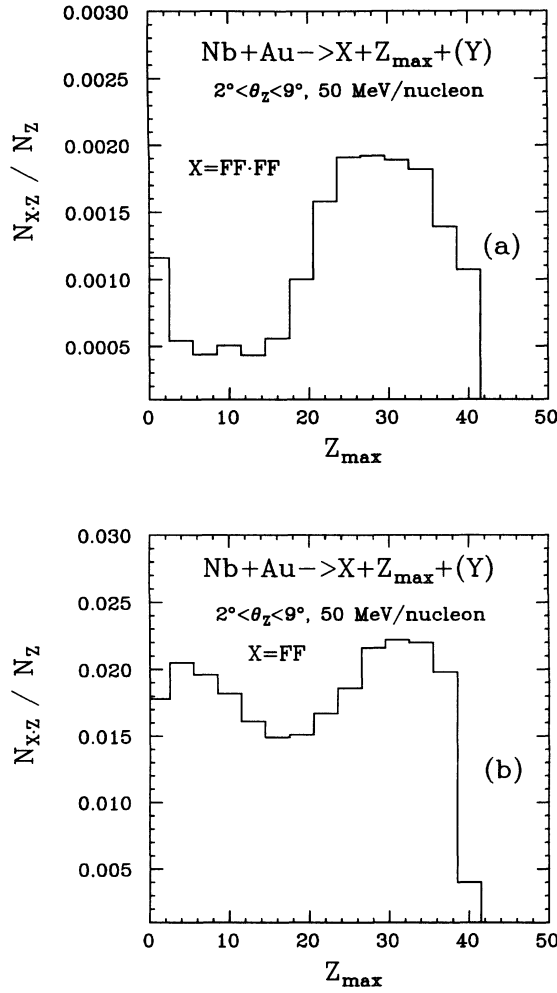 0.0030
Nb+Au->X+Zmax+(Y)
2°<θZ<9°, 50 MeV/nucleon
0.0025
0.0020
X=FF·FF
NX·Z / NZ
0.0015
(a)
0.0010
0.0005
0 10 20 30 40 50
Zmax
0.030
Nb+Au->X+Zmax+(Y)
2°<θZ<9°, 50 MeV/nucleon
0.025
X=FF
0.020
NX·Z / NZ
0.015
(b)
0.010
0.005
0 10 20 30 40 50
Zmax